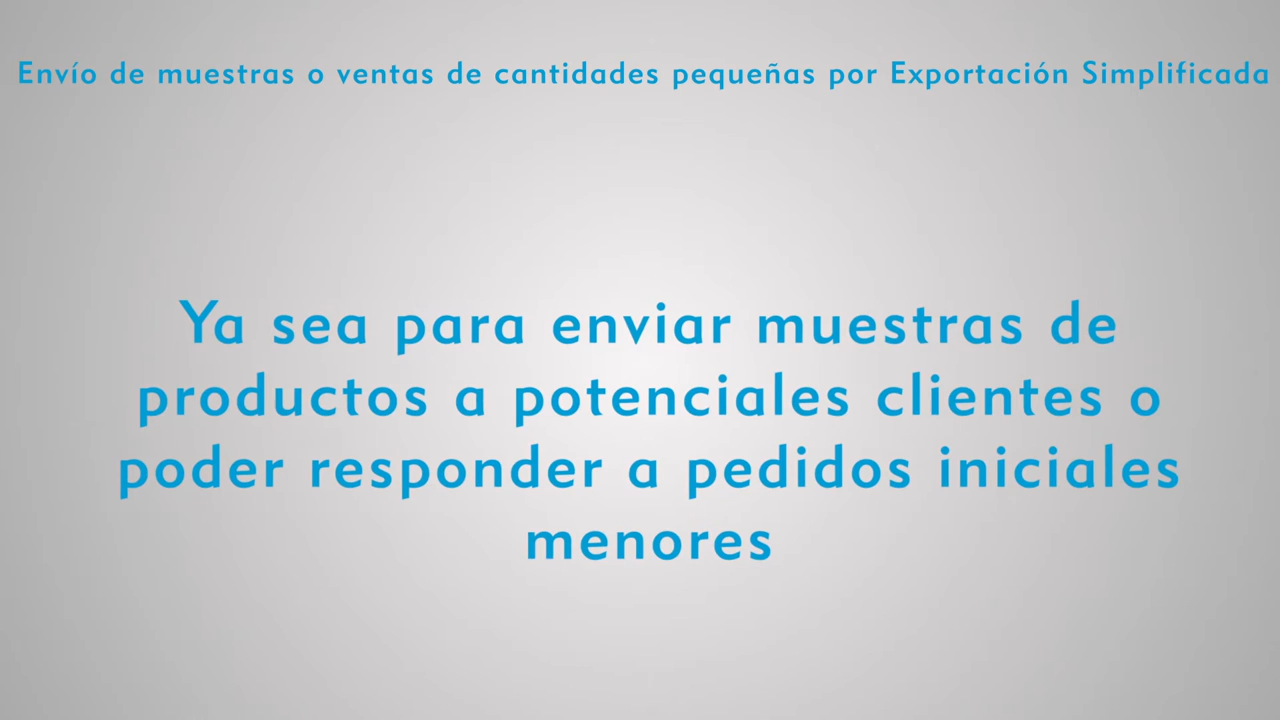 Envío de muestras o ventas de cantidades pequeñas por Exportación Simplificada
Ya sea para enviar muestras de
productos a potenciales clientes o
poder responder a pedidos iniciales
menores